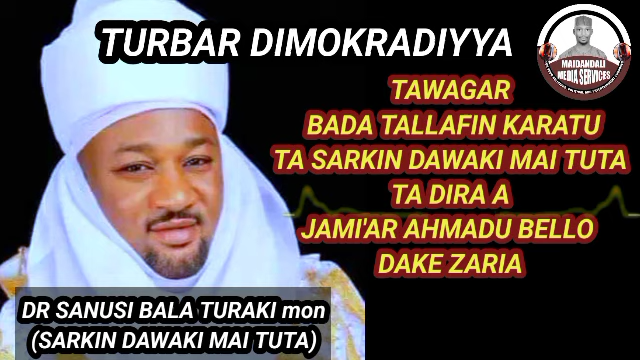 TURBAR DIMOKRADIYYA
MAIDANDALI
MEDIA SERVICES
TAWAGAR
BADA TALLAFIN KARATU
TA SARKIN DAWAKI MAI TUTA
TA DIRA A
JAMI'AR AHMADU BELLO
DAKE ZARIA
DR SANUSI BALA TURAKI mon
(SARKIN DAWAKI MAI TUTA)